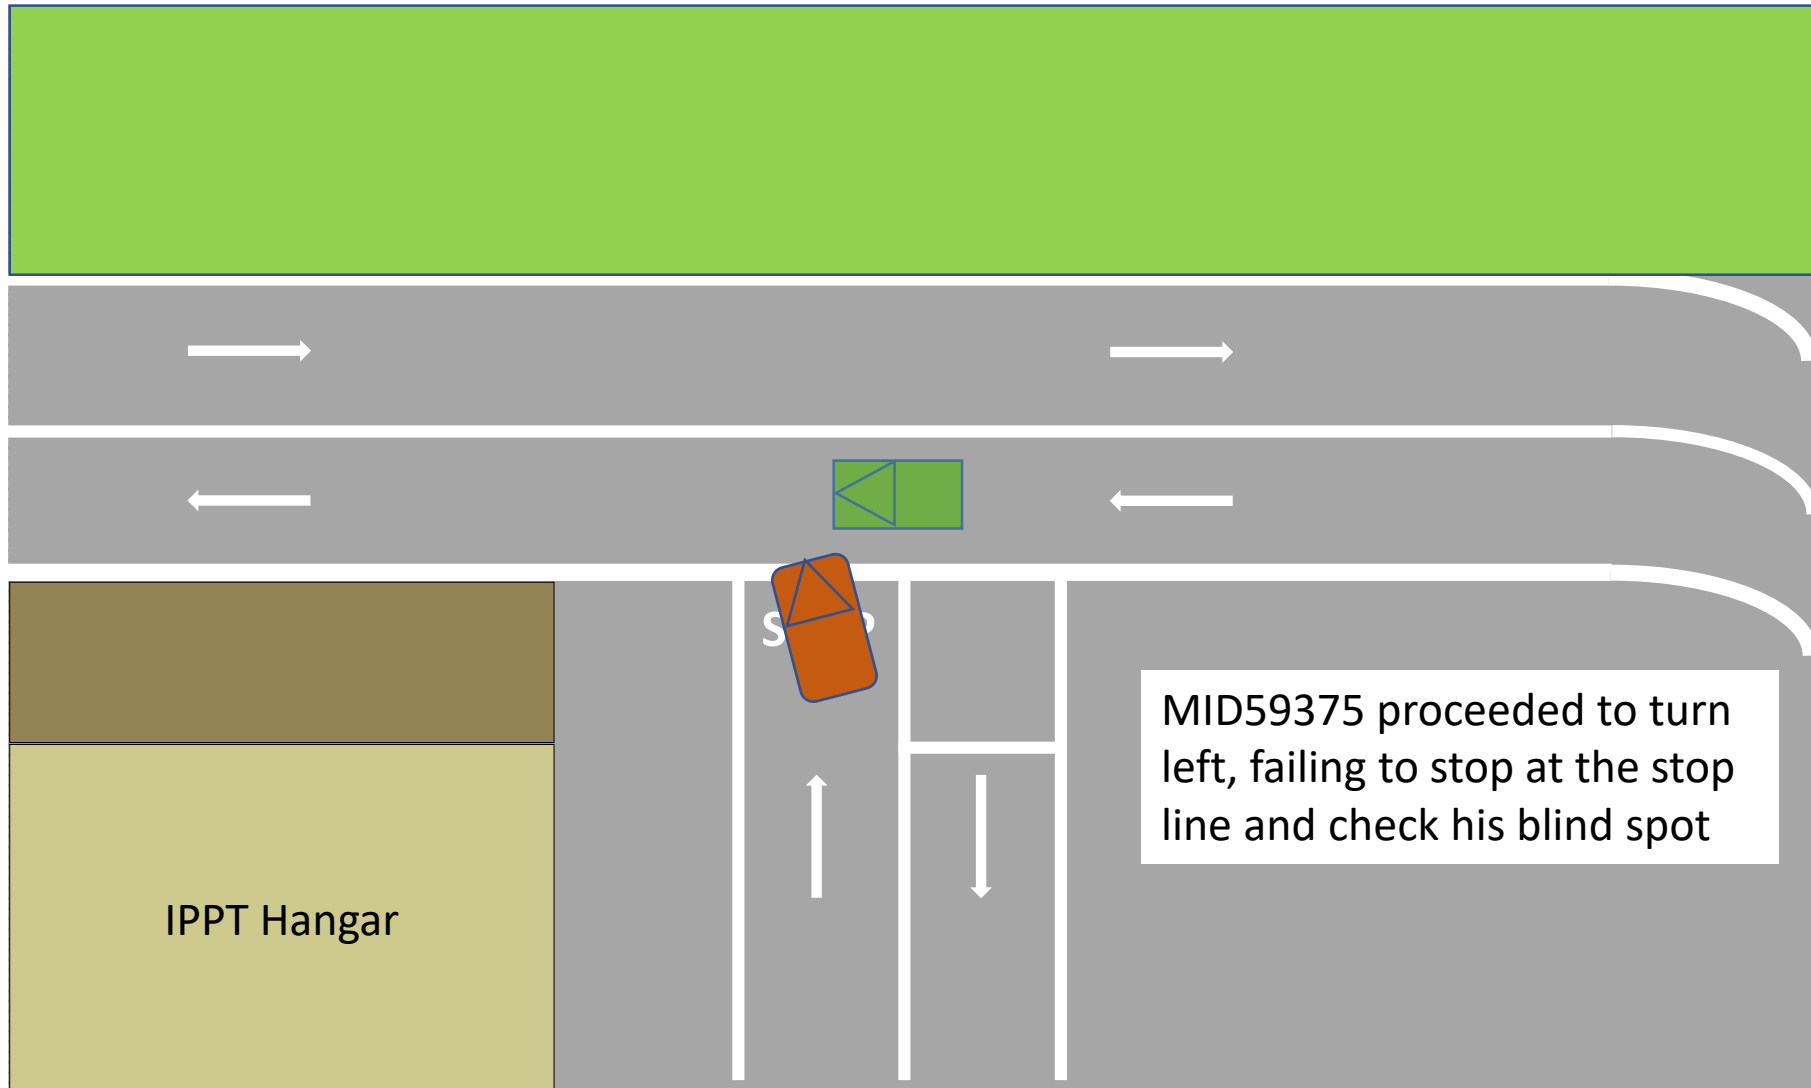 MID59375 proceeded to turn
left, failing to stop at the stop
line and check his blind spot
IPPT Hangar